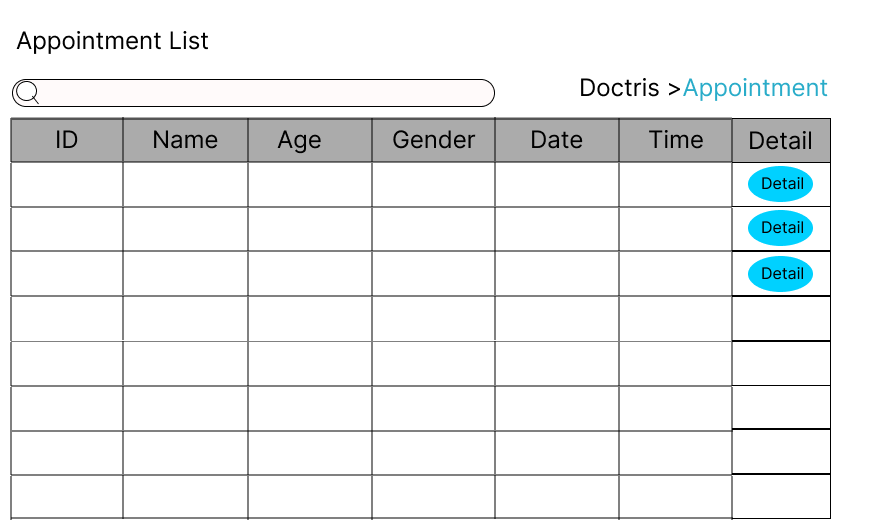 Appointment List
Doctris >Appointment
ID Name Age Gender Date Time Detail
Detail
Detail
Detail